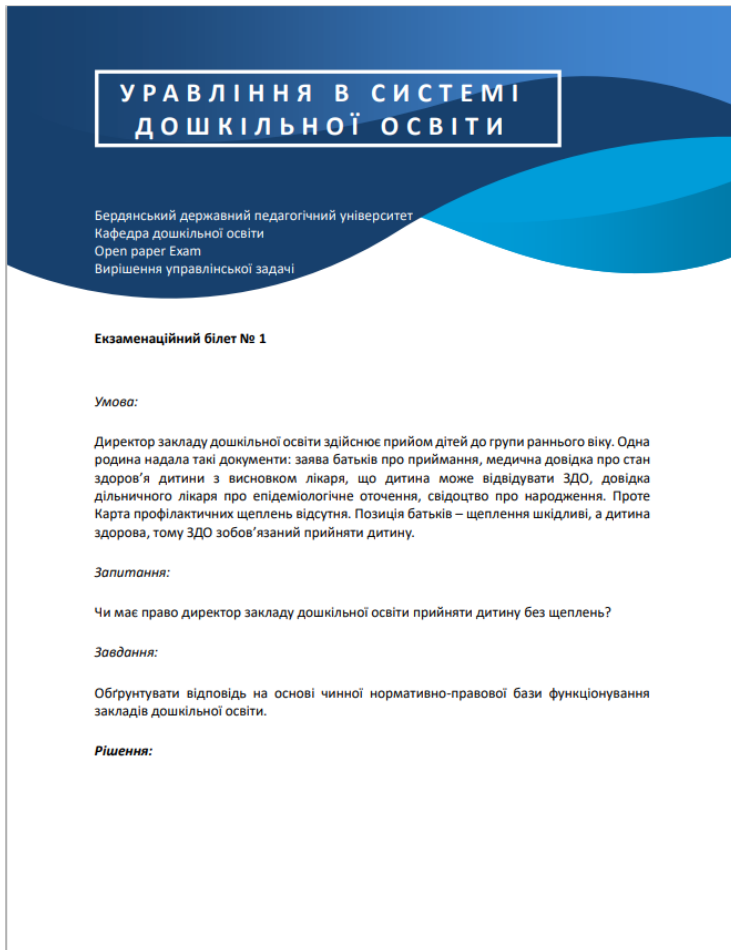 УРАВЛІННЯ В СИСТЕМІ
ДОШКІЛЬНОЇ ОСВІТИ
Бердянський державний педагогічний університет
Кафедра дошкільної освіти
Open paper Exam
Вирішення управлінської задачі
Екзаменаційний білет № 1
Умова:
Директор закладу дошкільної освіти здійснює прийом дітей до групи раннього віку. Одна
родина надала такі документи: заява батьків про приймання, медична довідка про стан
здоров’я дитини з висновком лікаря, що дитина може відвідувати ЗДО, довідка
дільничного лікаря про епідеміологічне оточення, свідоцтво про народження. Проте
Карта профілактичних щеплень відсутня. Позиція батьків – щеплення шкідливі, а дитина
здорова, тому ЗДО зобов’язаний прийняти дитину.
Запитання:
Чи має право директор закладу дошкільної освіти прийняти дитину без щеплень?
Завдання:
Обґрунтувати відповідь на основі чинної нормативно-правової бази функціонування
закладів дошкільної освіти.
Рішення: